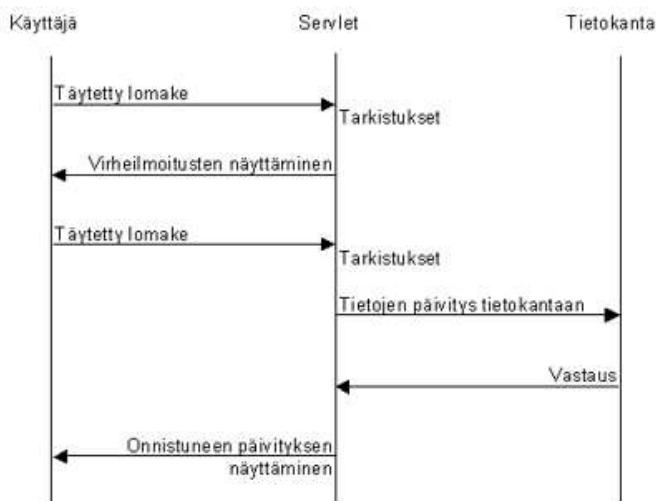 Käyttäjä
Servlet
Tietokanta
Täytetty lomake
Tarkistukset
Virheilmoitusten näyttäminen
Täytetty lomake
Tarkistukset
Tietojen päivitys tietokantaan
Vastaus
Onnistuneen päivityksen
näyttäminen